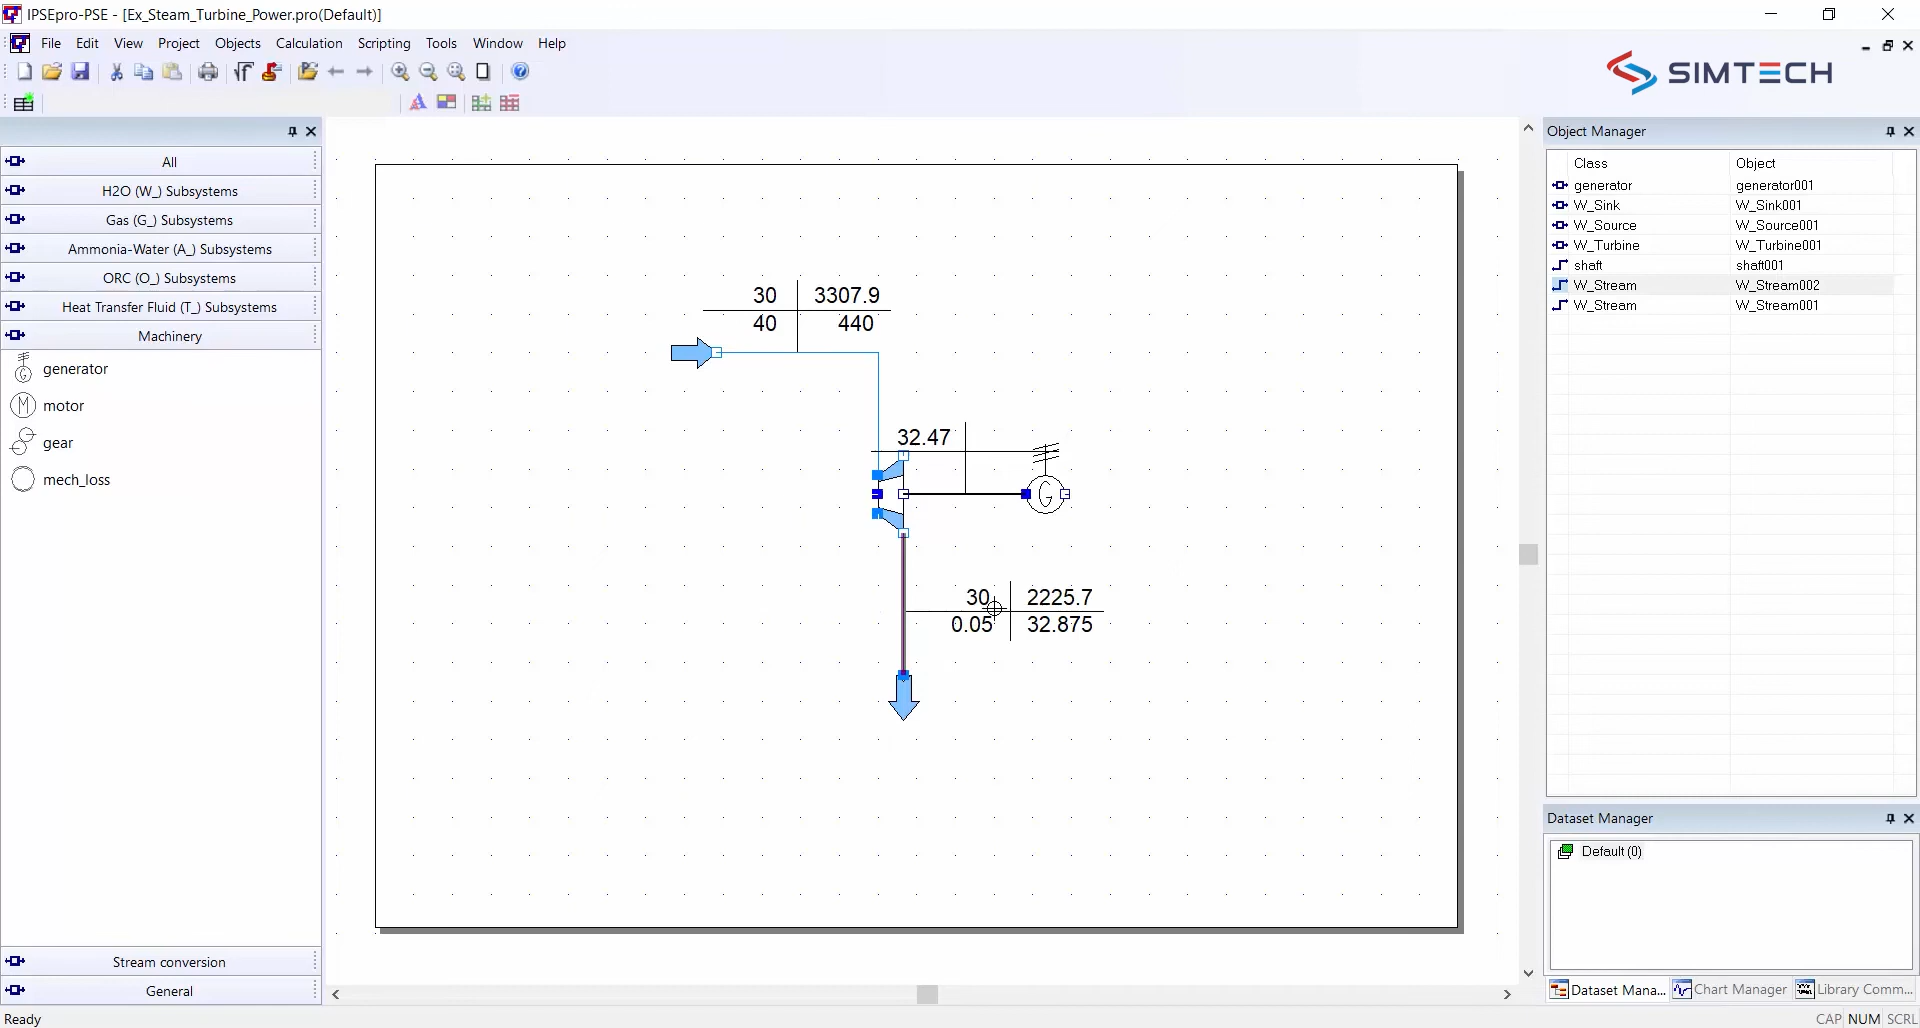 IPSEpro-PSE - [Ex_Steam_Turbine_Power.pro(Default)]
File Edit View Project Objects Calculation Scripting Tools Window Help
SIMTECH
All
H2O (W_) Subsystems
Gas (G_) Subsystems
Ammonia-Water (A_) Subsystems
ORC (O_) Subsystems
Heat Transfer Fluid (T_) Subsystems
Machinery
G generator
M motor
gear
mech_loss
Stream conversion
General
30 3307.9
40 440
32.47
G
30 2225.7
0.05 32.875
Object Manager
Class Object
generator generator001
W_Sink W_Sink001
W_Source W_Source001
W_Turbine W_Turbine001
shaft shaft001
W_Stream W_Stream002
W_Stream W_Stream001
Dataset Manager
Default (0)
Dataset Mana... Chart Manager Library Comm...
Ready CAP NUM SCRL